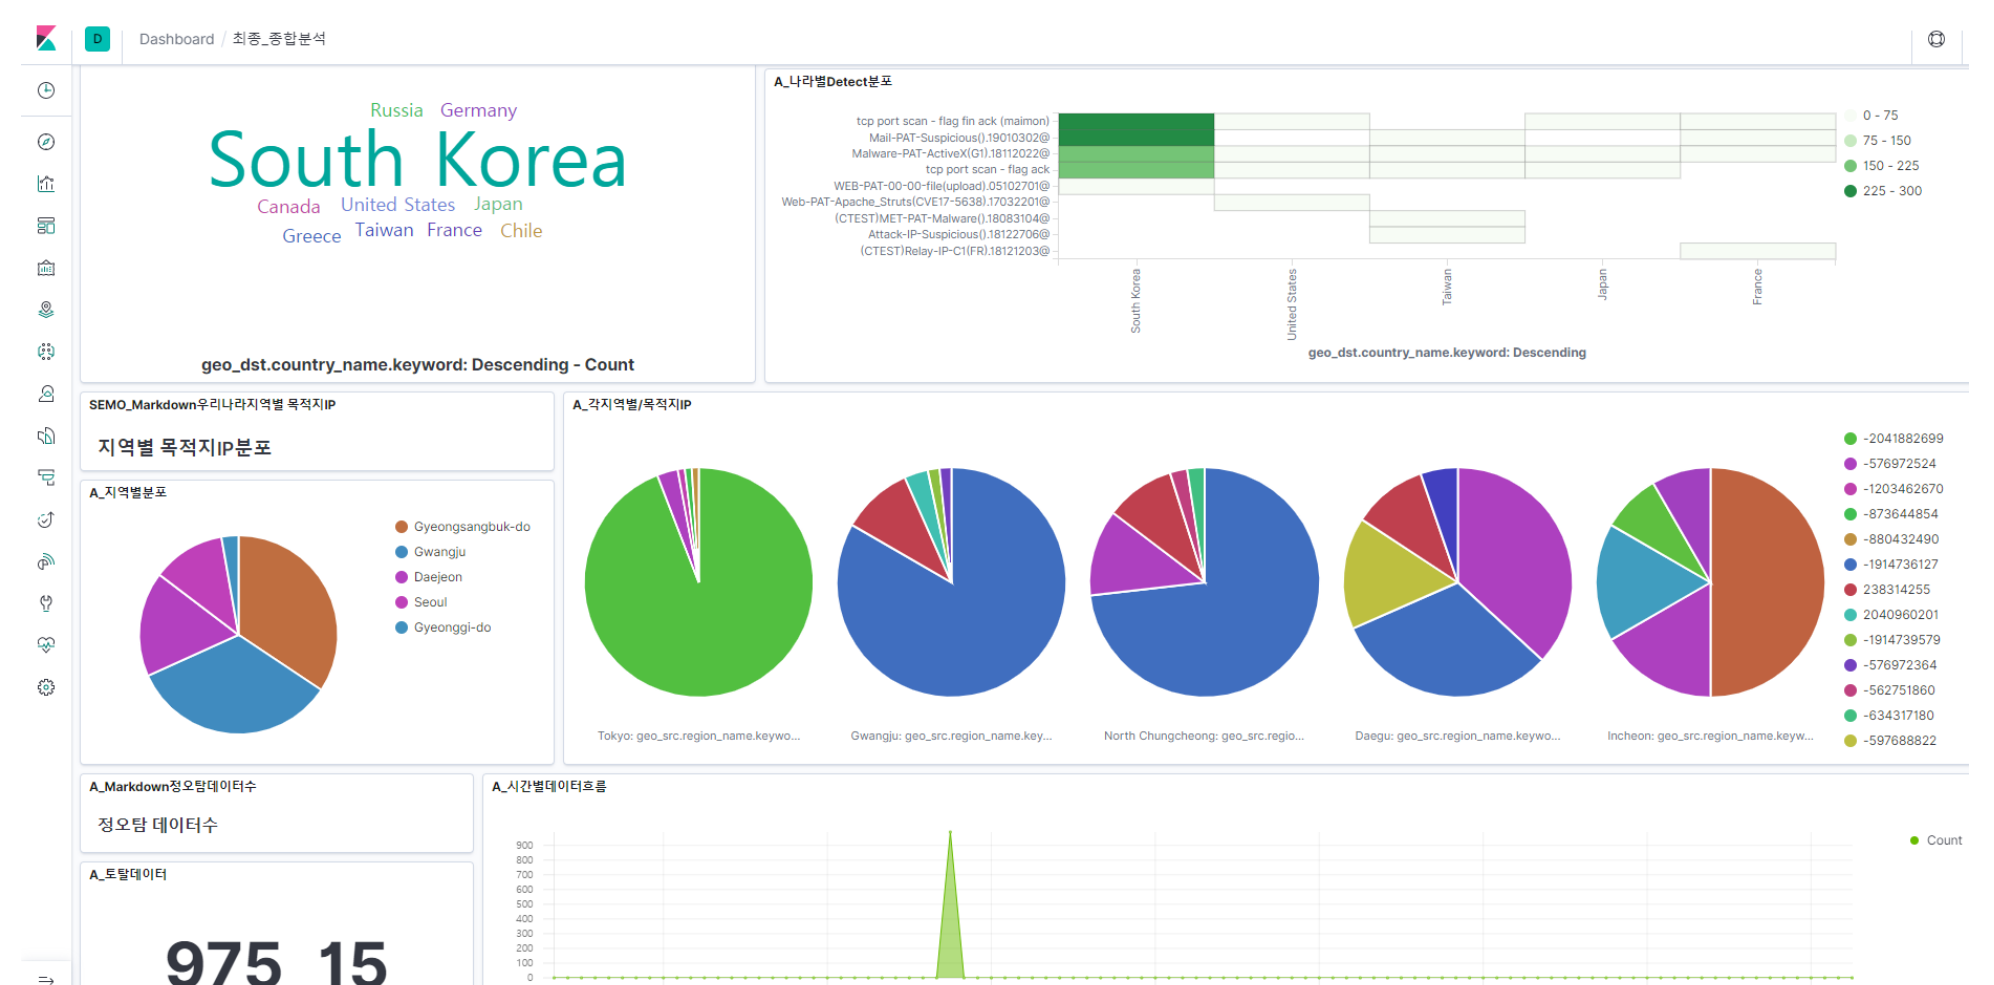 D Dashboard / 최종_종합분석
Russia Germany
South Korea
Canada United States Japan
Greece Taiwan France Chile
geo_dst.country_name.keyword: Descending - Count
A_나라별Detect분포
tcp port scan - flag fin ack (maimon)
Mail-PAT-Suspicious().19010302@
Malware-PAT-ActiveX(G1).18112022@
tcp port scan - flag ack
WEB-PAT-00-00-file(upload).05102701@
Web-PAT-Apache_Struts(CVE17-5638).17032201@
(CTEST)MET-PAT-Malware().18083104@
Attack-IP-Suspicious().18122706@
(CTEST)Relay-IP-C1(FR).18121203@
South Korea
United States
Taiwan
Japan
France
geo_dst.country_name.keyword: Descending
0 - 75
75 - 150
150 - 225
225 - 300
SEMO_Markdown우리나라지역별 목적지IP
지역별 목적지IP분포
A_지역별분포
Gyeongsangbuk-do
Gwangju
Daejeon
Seoul
Gyeonggi-do
A_각지역별/목적지IP
Tokyo: geo_src.region_name.keywo...
Gwangju: geo_src.region_name.key...
North Chungcheong: geo_src.regio...
Daegu: geo_src.region_name.keywo...
Incheon: geo_src.region_name.keyw...
-2041882699
-576972524
-1203462670
-873644854
-880432490
-1914736127
238314255
2040960201
-1914739579
-576972364
-562751860
-634317180
-597688822
A_Markdown정오탐데이터수
정오탐 데이터수
A_토탈데이터
975 15
A_시간별데이터흐름
900
800
700
600
500
400
300
200
100
0
Count